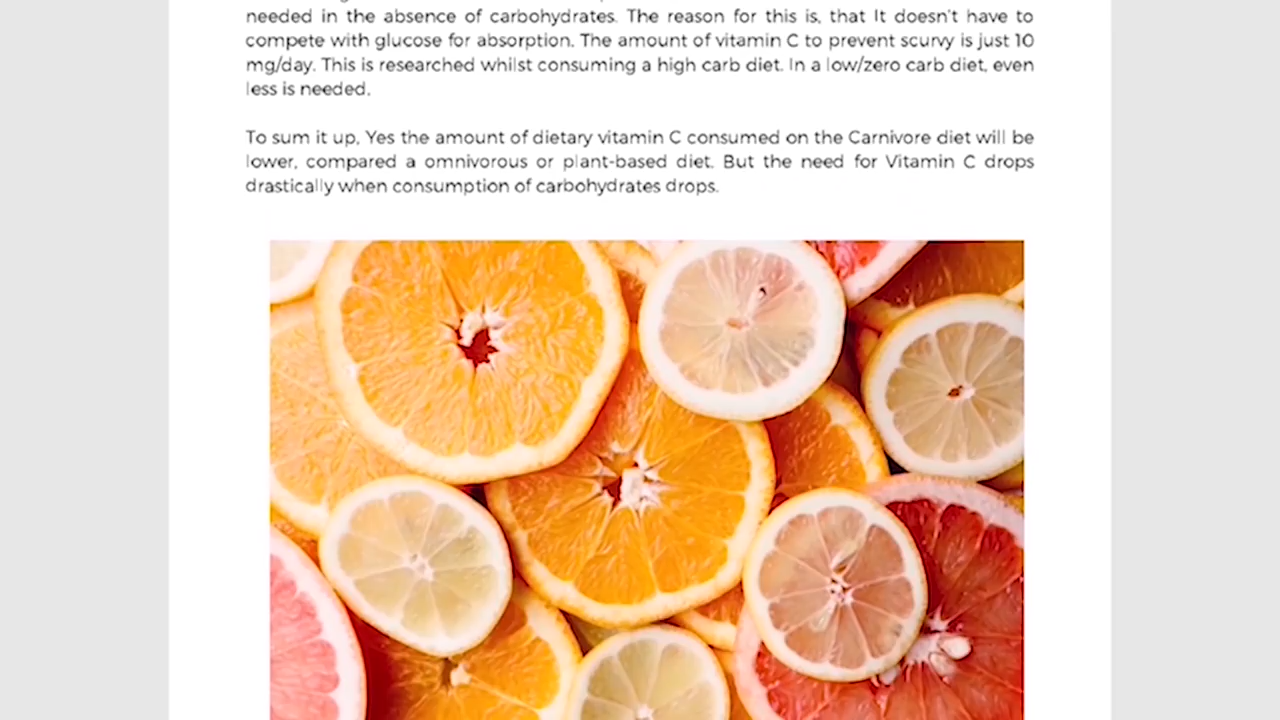 needed in the absence of carbohydrates. The reason for this is, that It doesn't have to
compete with glucose for absorption. The amount of vitamin C to prevent scurvy is just 10
mg/day. This is researched whilst consuming a high carb diet. In a low/zero carb diet, even
less is needed.
To sum it up, Yes the amount of dietary vitamin C consumed on the Carnivore diet will be
lower, compared a omnivorous or plant-based diet. But the need for Vitamin C drops
drastically when consumption of carbohydrates drops.